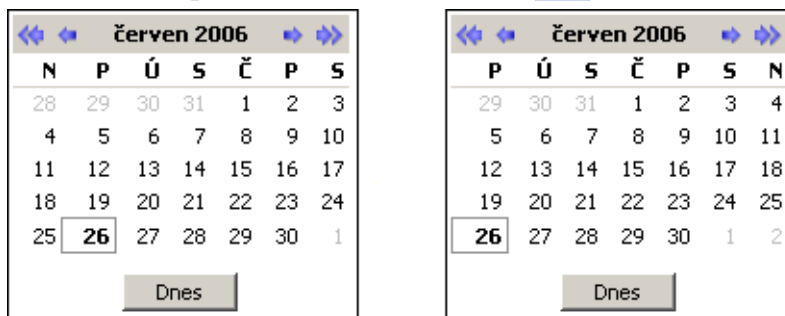 červen 2006
N P Ú S Č P S
28 29 30 31 1 2 3
4 5 6 7 8 9 10
11 12 13 14 15 16 17
18 19 20 21 22 23 24
25 26 27 28 29 30 1
Dnes
červen 2006
P Ú S Č P S N
29 30 31 1 2 3 4
5 6 7 8 9 10 11
12 13 14 15 16 17 18
19 20 21 22 23 24 25
26 27 28 29 30 1 2
Dnes